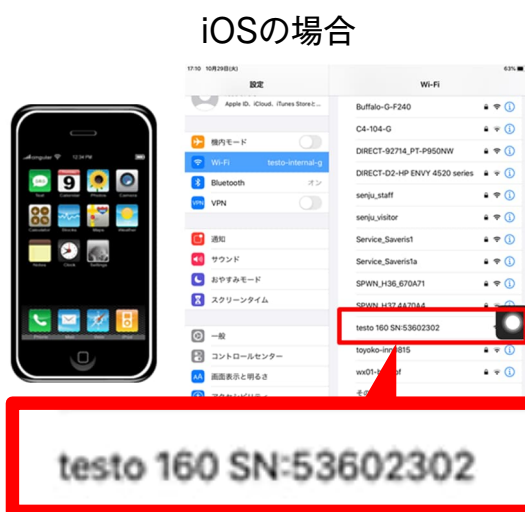 iOSの場合
17:10 10月29日(火)
63%
設定
Apple ID、iCloud、iTunes Storeと...
機内モード
Wi-Fi testo-internal-g
Bluetooth オン
VPN
通知
サウンド
おやすみモード
スクリーンタイム
一般
コントロールセンター
AA 画面表示と明るさ
Wi-Fi
Buffalo-G-F240
C4-104-G
DIRECT-92714_PT-P950NW
DIRECT-D2-HP ENVY 4520 series
senju_staff
senju_visitor
Service_Saveris1
Service_Saveris1a
SPWN_H36_670A71
SPWN_H37_4A70A4
testo 160 SN:53602302
testo 160 SN:53602302